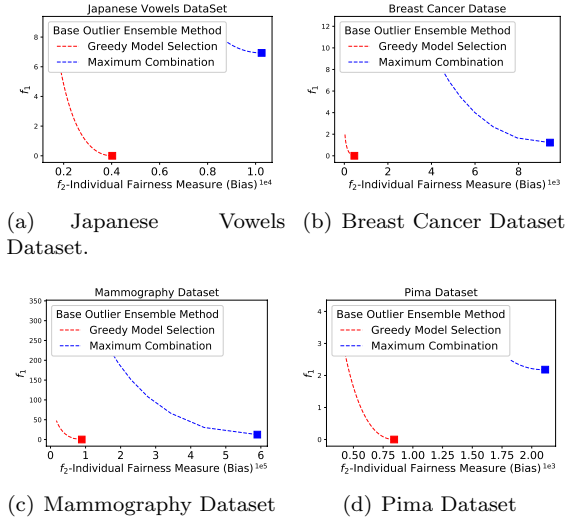 Japanese Vowels DataSet
Base Outlier Ensemble Method
Greedy Model Selection
Maximum Combination
8
6
4
2
0
f1
0.2 0.4 0.6 0.8 1.0
1e4
f2-Individual Fairness Measure (Bias)
(a) Japanese Vowels
Dataset.
Breast Cancer Datase
Base Outlier Ensemble Method
Greedy Model Selection
Maximum Combination
12
10
8
6
4
2
0
f1
0 2 4 6 8
1e3
f2-Individual Fairness Measure (Bias)
(b) Breast Cancer Dataset
Mammography Dataset
Base Outlier Ensemble Method
Greedy Model Selection
Maximum Combination
350
300
250
200
150
100
50
0
f1
0 1 2 3 4 5 6
1e5
f2-Individual Fairness Measure (Bias)
(c) Mammography Dataset
Pima Dataset
Base Outlier Ensemble Method
Greedy Model Selection
Maximum Combination
4
3
2
1
0
f1
0.50 0.75 1.00 1.25 1.50 1.75 2.00
1e3
f2-Individual Fairness Measure (Bias)
(d) Pima Dataset